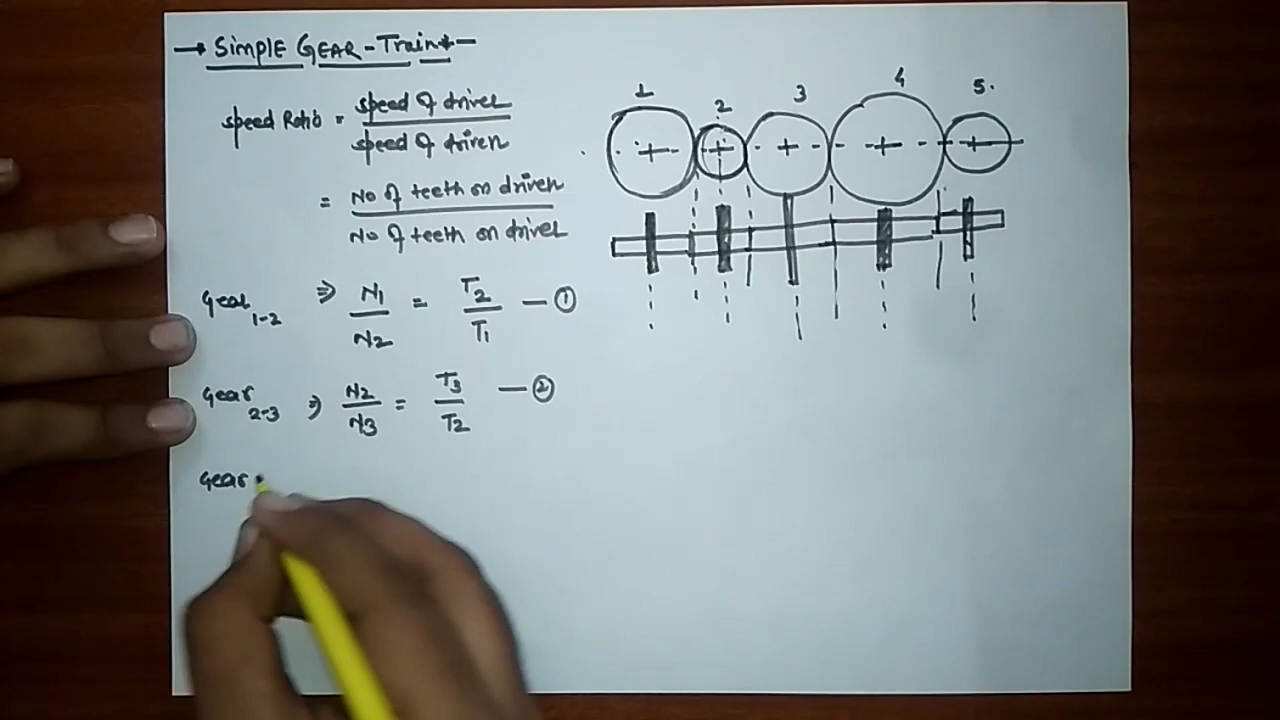 → SIMPLE GEAR-Train:-
Speed Ratio = Speed of driver / Speed of driven
= No of teeth on driven / No of teeth on driver
Gear 1-2 ⇒ N1/N2 = T2/T1 — ①
Gear 2-3 ⇒ N2/N3 = T3/T2 — ②
Gear
1 2 3 4 5.